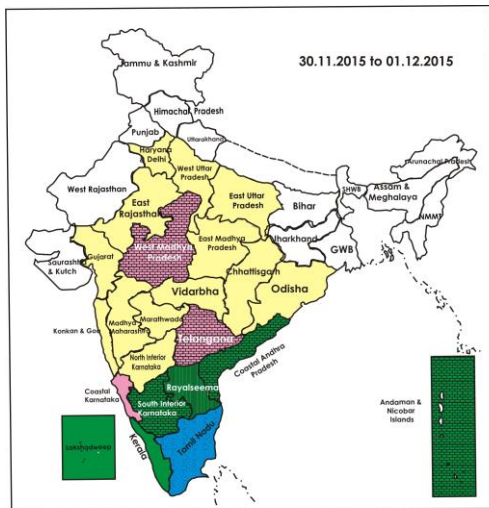 Jammu & Kashmir
30.11.2015 to 01.12.2015
Himachal Pradesh
Punjab
Uttarakhand
Haryana
Delhi
West Uttar
Pradesh
Arunachal Pradesh
West Rajasthan
East
Rajasthan
East Uttar
Pradesh
Bihar
SHWB
Assam &
Meghalaya
NMMT
West Madhya
Pradesh
East Madhya
Pradesh
Jharkhand
GWB
Saurashtra
& Kutch
Gujarat
Chhattisgarh
Odisha
Vidarbha
Konkan & Goa
Madhya
Maharashtra
Marathwada
Telangana
North Interior
Karnataka
Coastal Andhra
Pradesh
Coastal
Karnataka
Rayalseema
South Interior
Karnataka
Andaman &
Nicobar
Islands
Lakshadweep
Kerala
Tamil Nadu